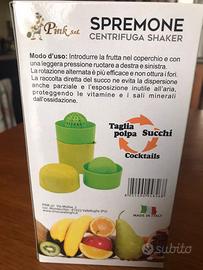 Pink s.r.l.
SPREMONE
CENTRIFUGA SHAKER
Modo d'uso: Introdurre la frutta nel coperchio e con
una leggera pressione ruotare a destra e sinistra.
La rotazione alternata è più efficace e non ottura i fori.
La raccolta diretta del succo ne evita la dispersione
anche parziale e l'esposizione inutile all'aria,
proteggendo le vitamine e i sali minerali
dall'ossidazione.
Taglia
polpa
Succhi
Cocktails
MADE IN ITALY
subito